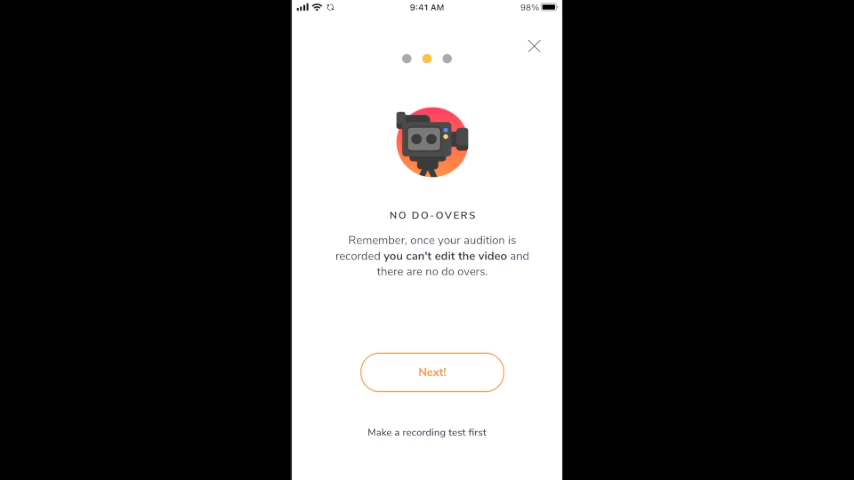 9:41 AM
98%
NO DO-OVERS
Remember, once your audition is
recorded you can't edit the video and
there are no do overs.
Next!
Make a recording test first